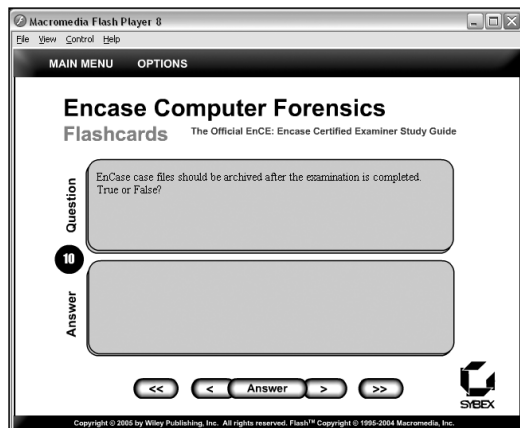 Macromedia Flash Player 8
File View Control Help
MAIN MENU OPTIONS
Encase Computer Forensics
Flashcards The Official EnCE: Encase Certified Examiner Study Guide
Question
EnCase case files should be archived after the examination is completed.
True or False?
10
Answer
<< < Answer > >>
SYBEX
Copyright © 2005 by Wiley Publishing, Inc. All rights reserved. Flash™ Copyright © 1995-2004 Macromedia, Inc.